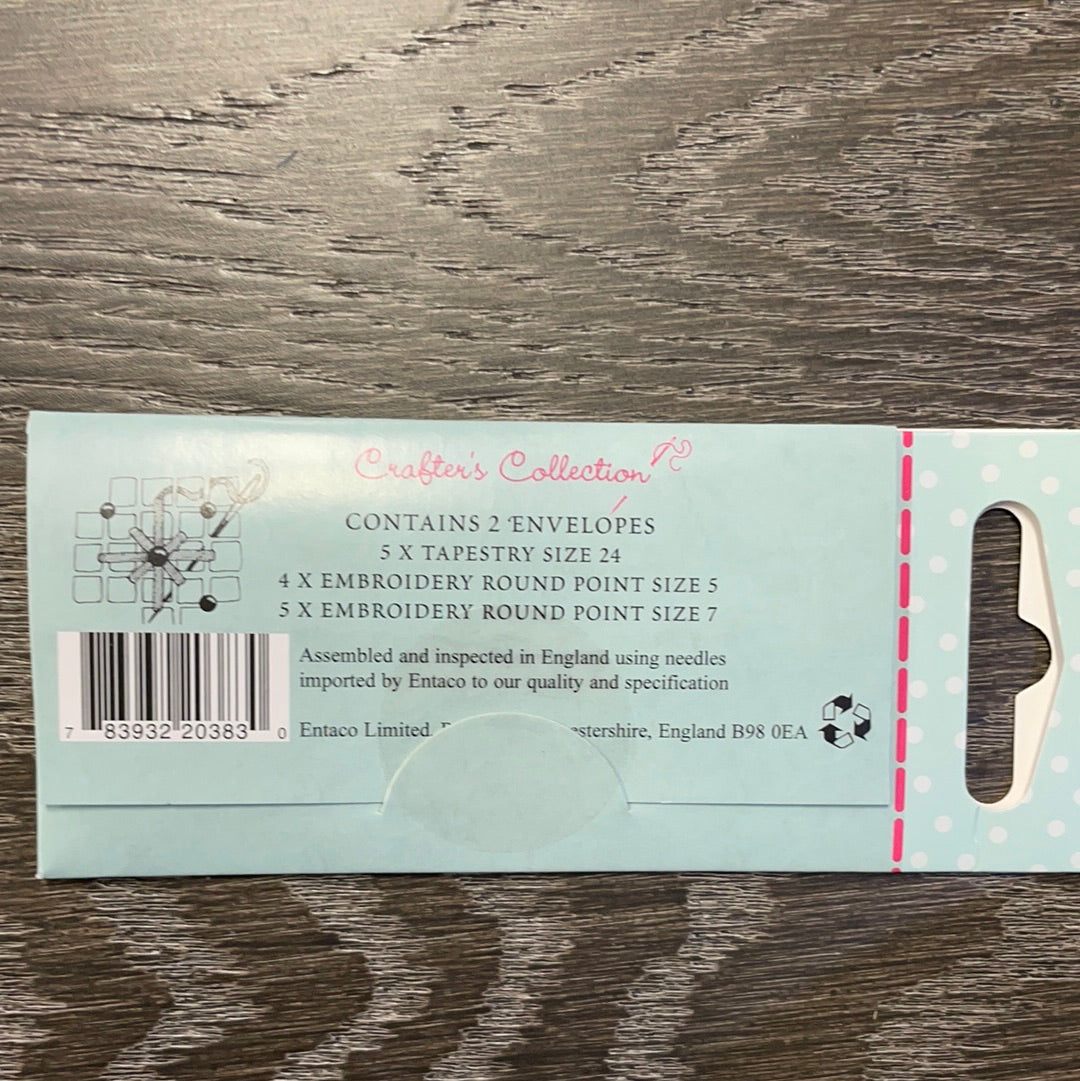 Crafter's Collection
CONTAINS 2 ENVELOPES
5 X TAPESTRY SIZE 24
4 X EMBROIDERY ROUND POINT SIZE 5
5 X EMBROIDERY ROUND POINT SIZE 7
Assembled and inspected in England using needles
imported by Entaco to our quality and specification
Entaco Limited. England B98 0EA
7 83932 20383 0